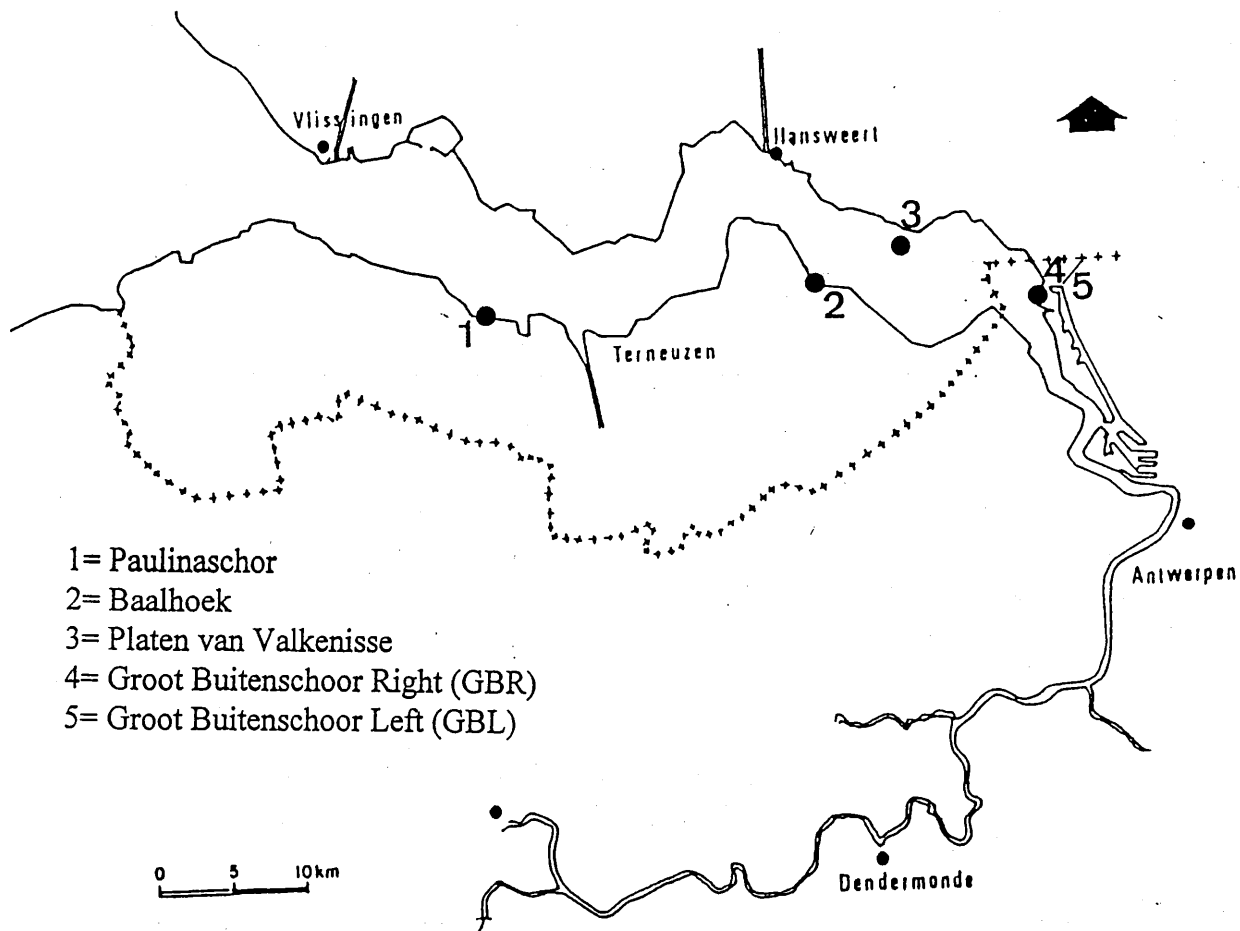 Vlissingen
Hansweert
3
4
5
2
1
Terneuzen
1= Paulinaschor
2= Baalhoek
3= Platen van Valkenisse
4= Groot Buitenschoor Right (GBR)
5= Groot Buitenschoor Left (GBL)
Antwerpen
0 5 10km
Dendermonde